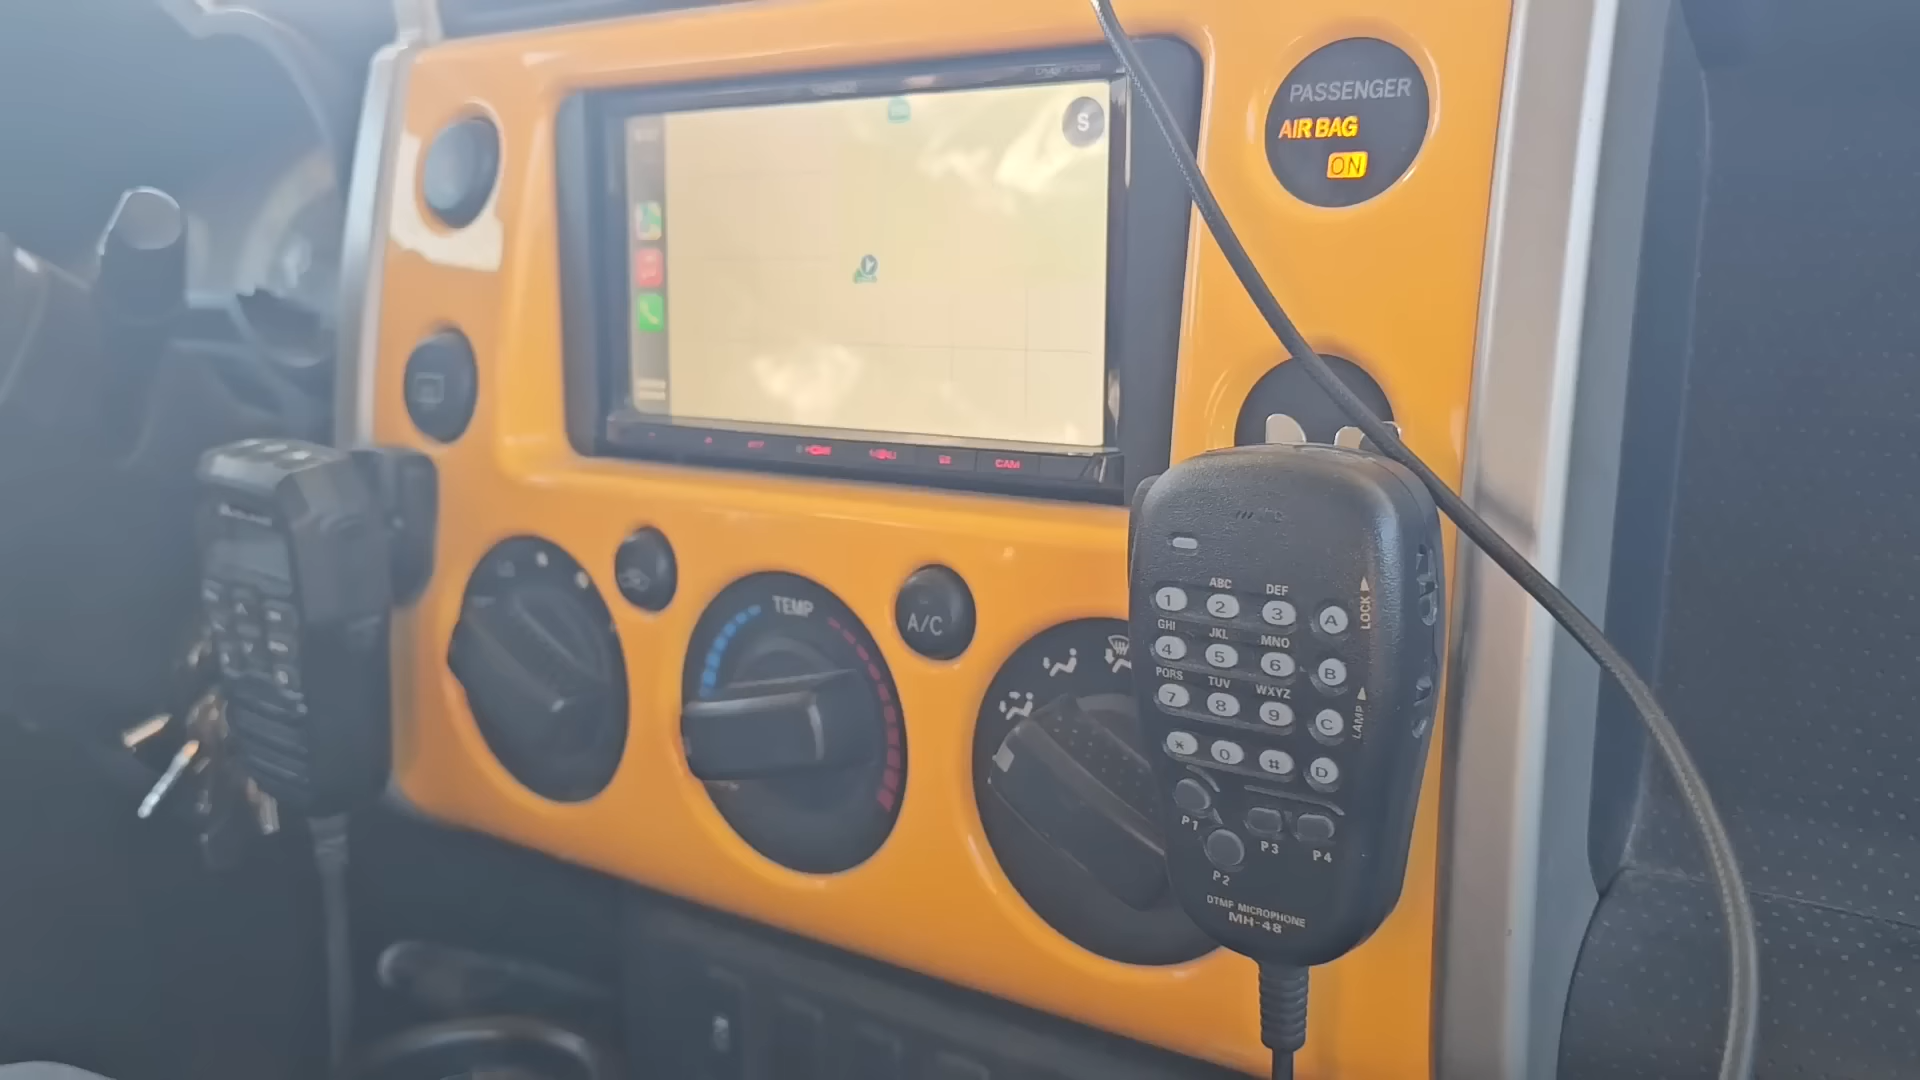 PASSENGER
AIR BAG
ON
S
CAM
TEMP
A/C
ABC DEF
1 2 3 A
LOCK
GHI JKL MNO
4 5 6 B
PQRS TUV WXYZ
7 8 9 C
LAMP
* 0 # D
P1
P2
P3
P4
DTMF MICROPHONE
MH-48